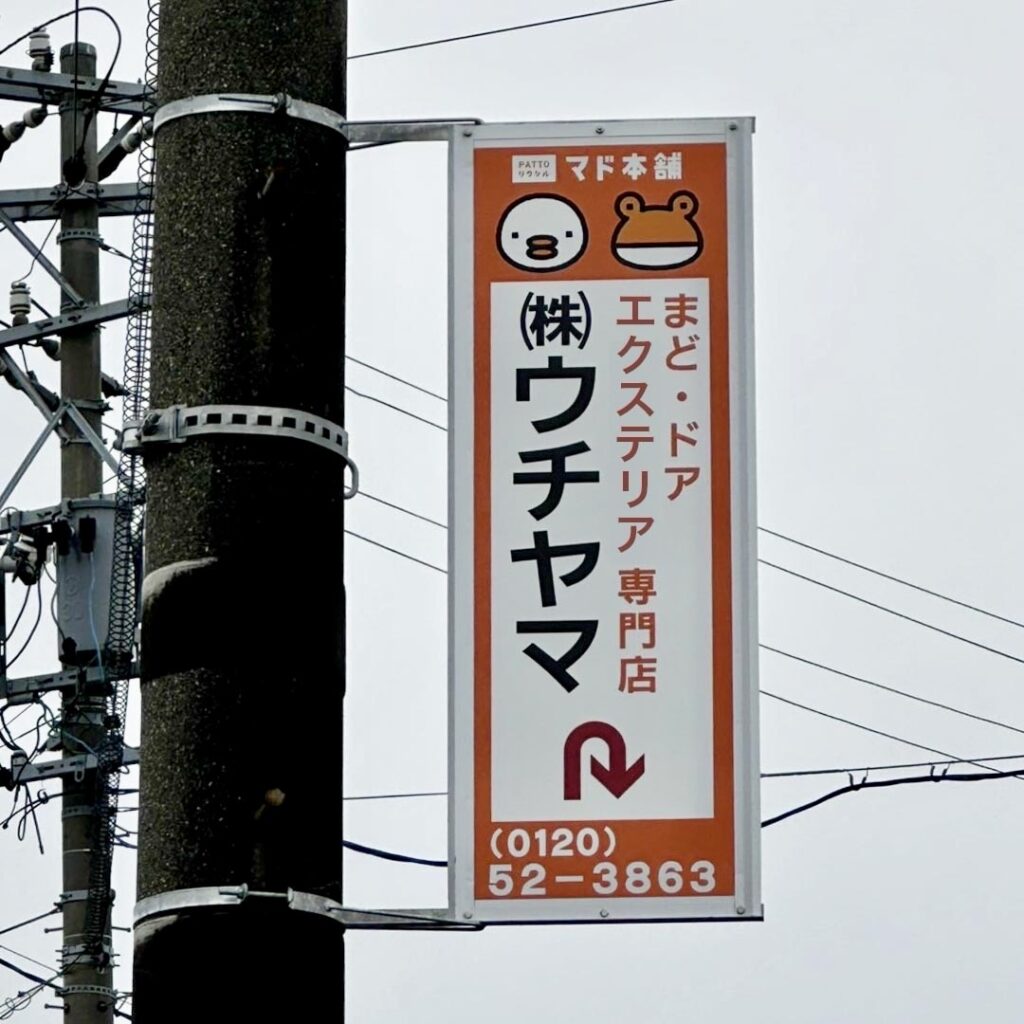 PATTO
リクシル
マド本舗
まど・ドア
エクステリア 専門店
㈱ウチヤマ
(0120)
52-3863